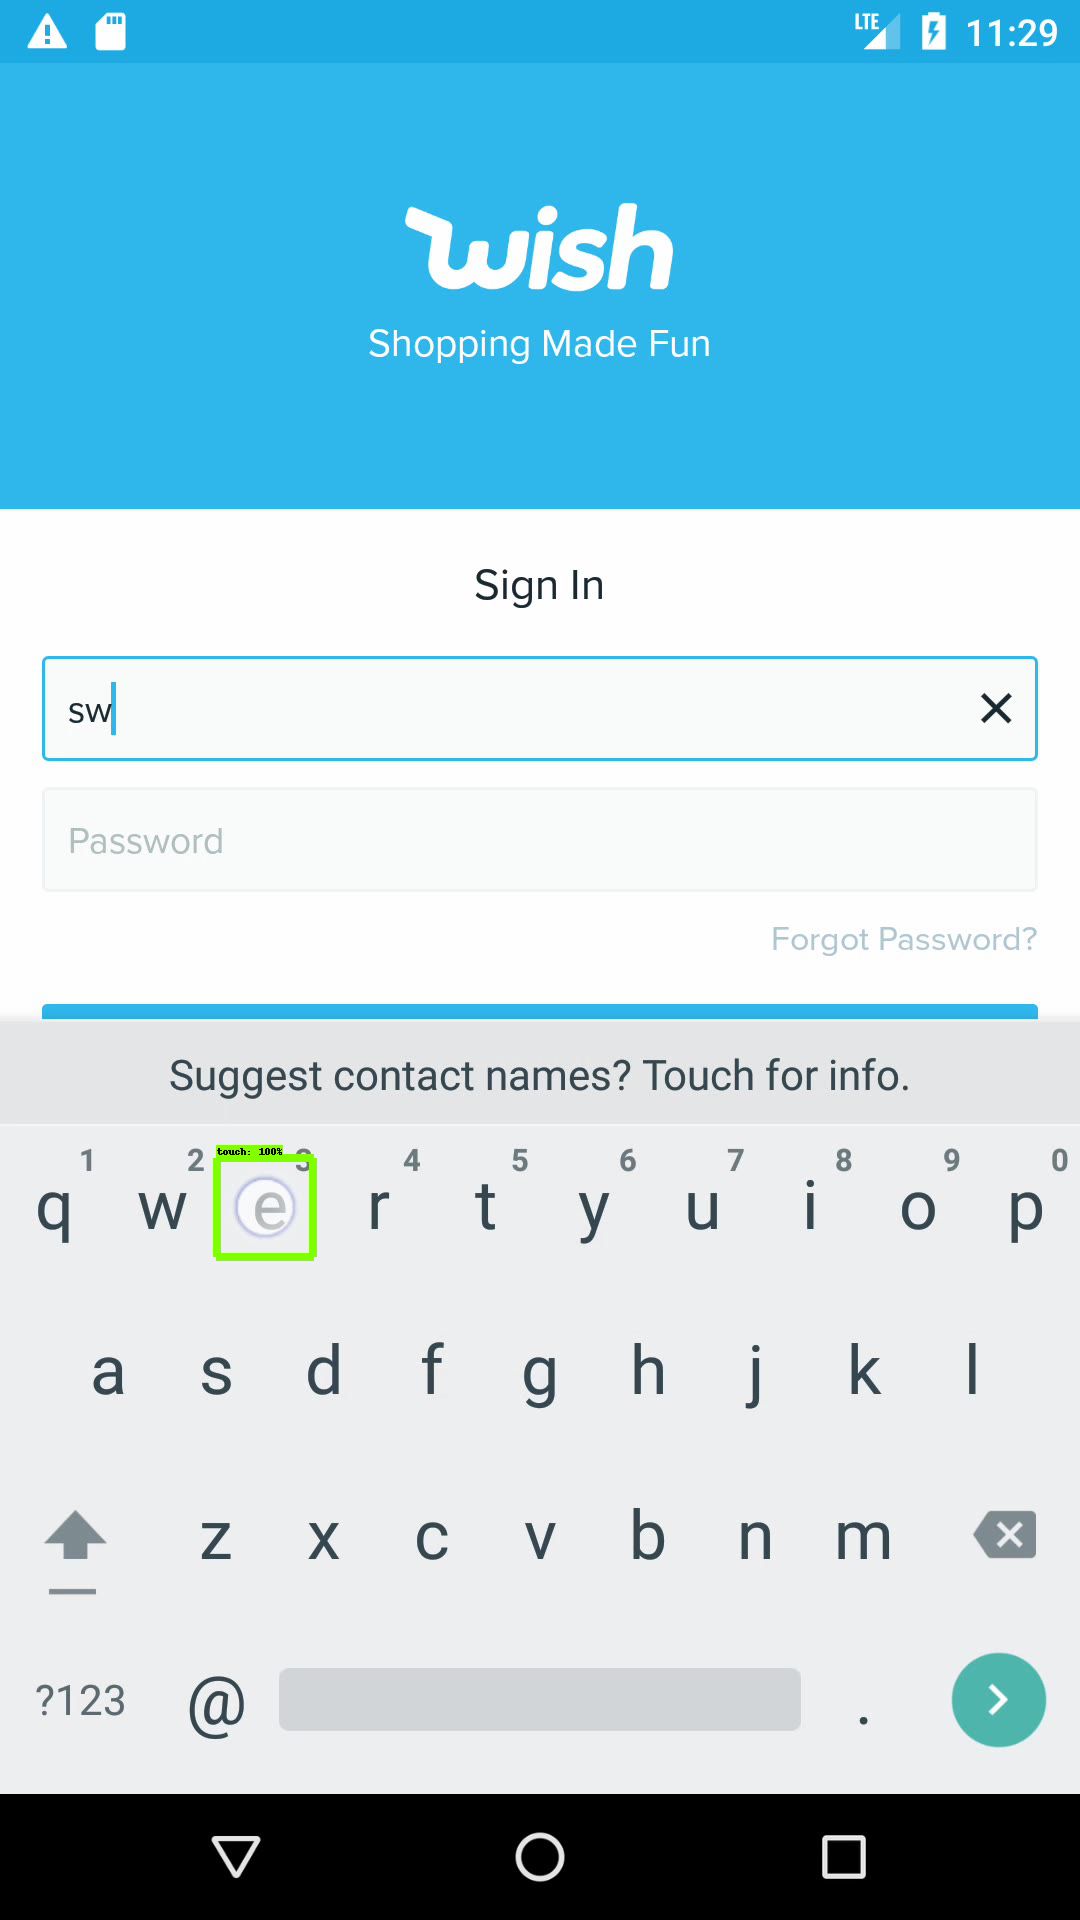 LTE 11:29
wish
Shopping Made Fun
Sign In
sw
Password
Forgot Password?
Suggest contact names? Touch for info.
touch: 100%
1 2 3 4 5 6 7 8 9 0
q w e r t y u i o p
a s d f g h j k l
z x c v b n m
?123 @ .